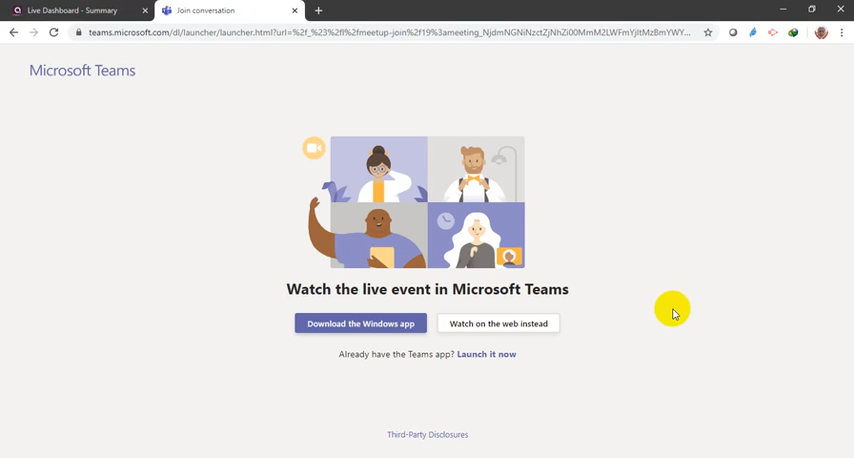 Live Dashboard - Summary
Join conversation
teams.microsoft.com/dl/launcher/launcher.html?url=%2f_%23%2fl%2fmeetup-join%2f19%3ameeting_NjdmNGNiNzctZjNhZi00MmM2LWFmYjItMzBmYWY...
Microsoft Teams
Watch the live event in Microsoft Teams
Download the Windows app
Watch on the web instead
Already have the Teams app? Launch it now
Third-Party Disclosures